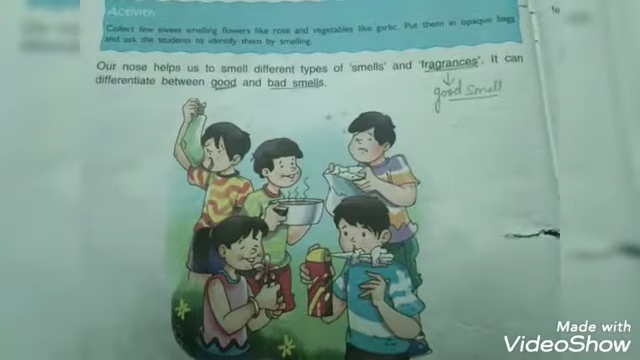 Activity
Collect few sweet smelling flowers like rose and vegetables like garlic. Put them in opaque bags
and ask the students to identify them by smelling.
Our nose helps us to smell different types of 'smells' and 'fragrances'. It can
differentiate between good and bad smells.
good smell
Made with
VideoShow